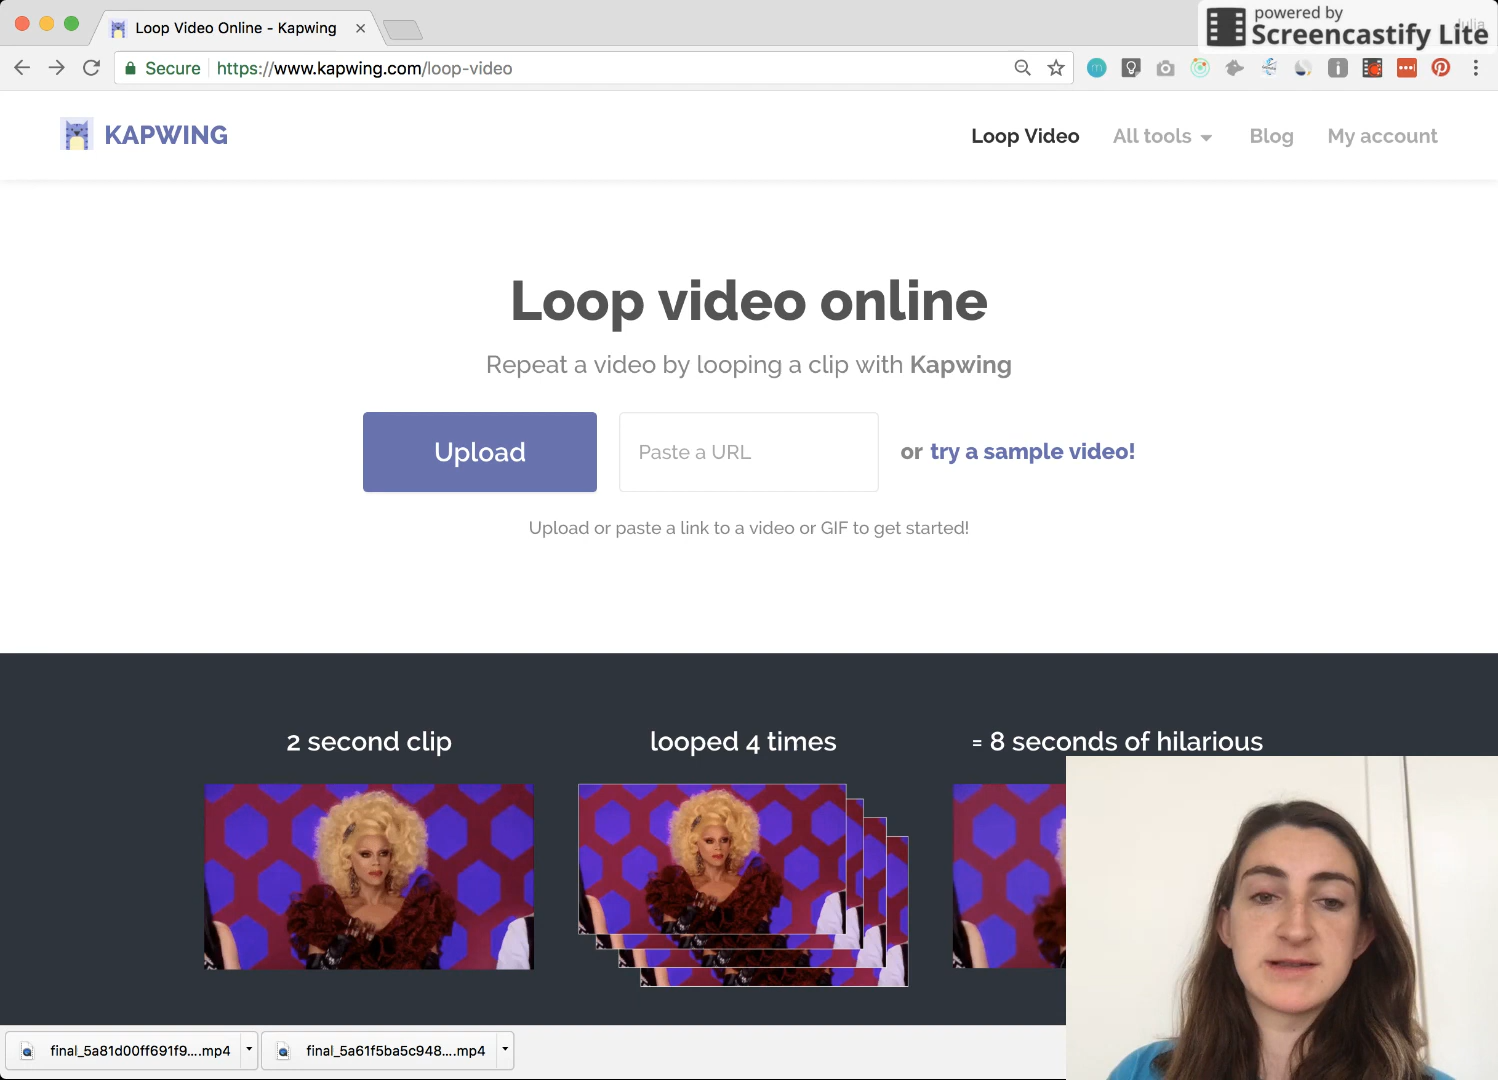 Loop Video Online - Kapwing
Julia
powered by
Screencastify Lite
Secure
https://www.kapwing.com/loop-video
KAPWING
Loop Video
All tools
Blog
My account
Loop video online
Repeat a video by looping a clip with Kapwing
Upload
Paste a URL
or try a sample video!
Upload or paste a link to a video or GIF to get started!
2 second clip
looped 4 times
= 8 seconds of hilarious
final_5a81d00ff691f9....mp4
final_5a61f5ba5c948....mp4